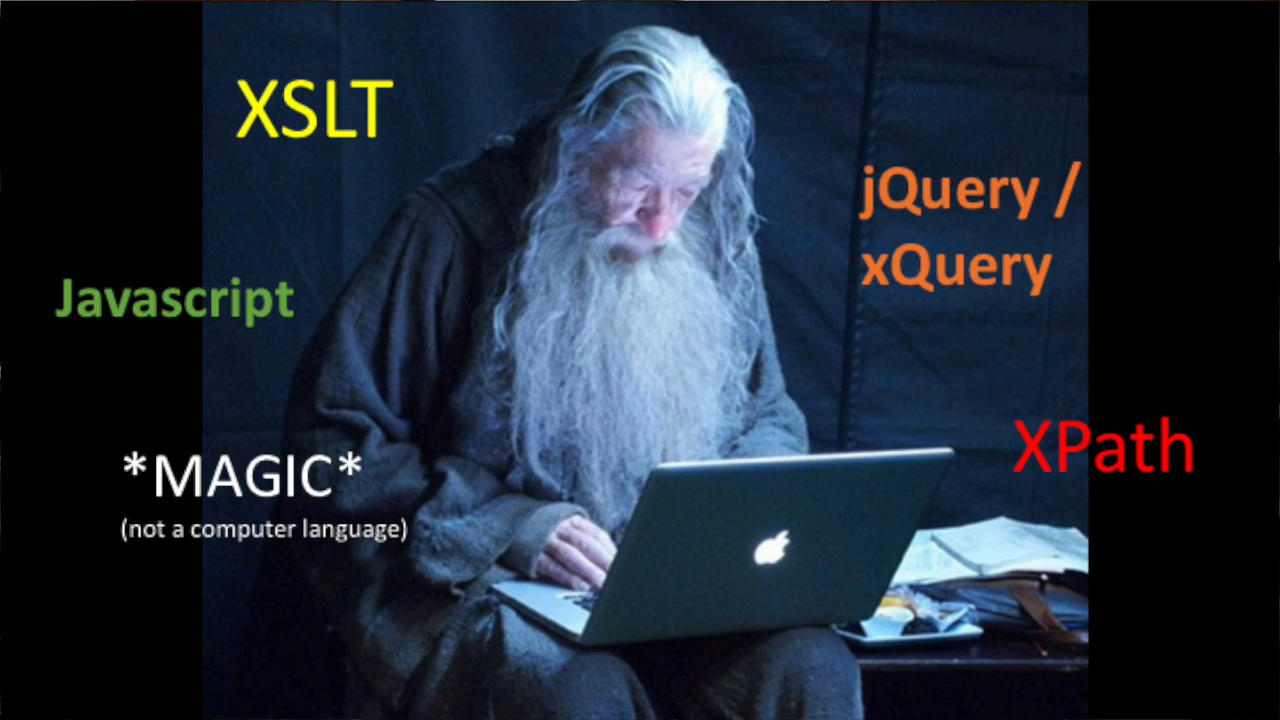 XSLT
jQuery /
xQuery
Javascript
XPath
*MAGIC*
(not a computer language)